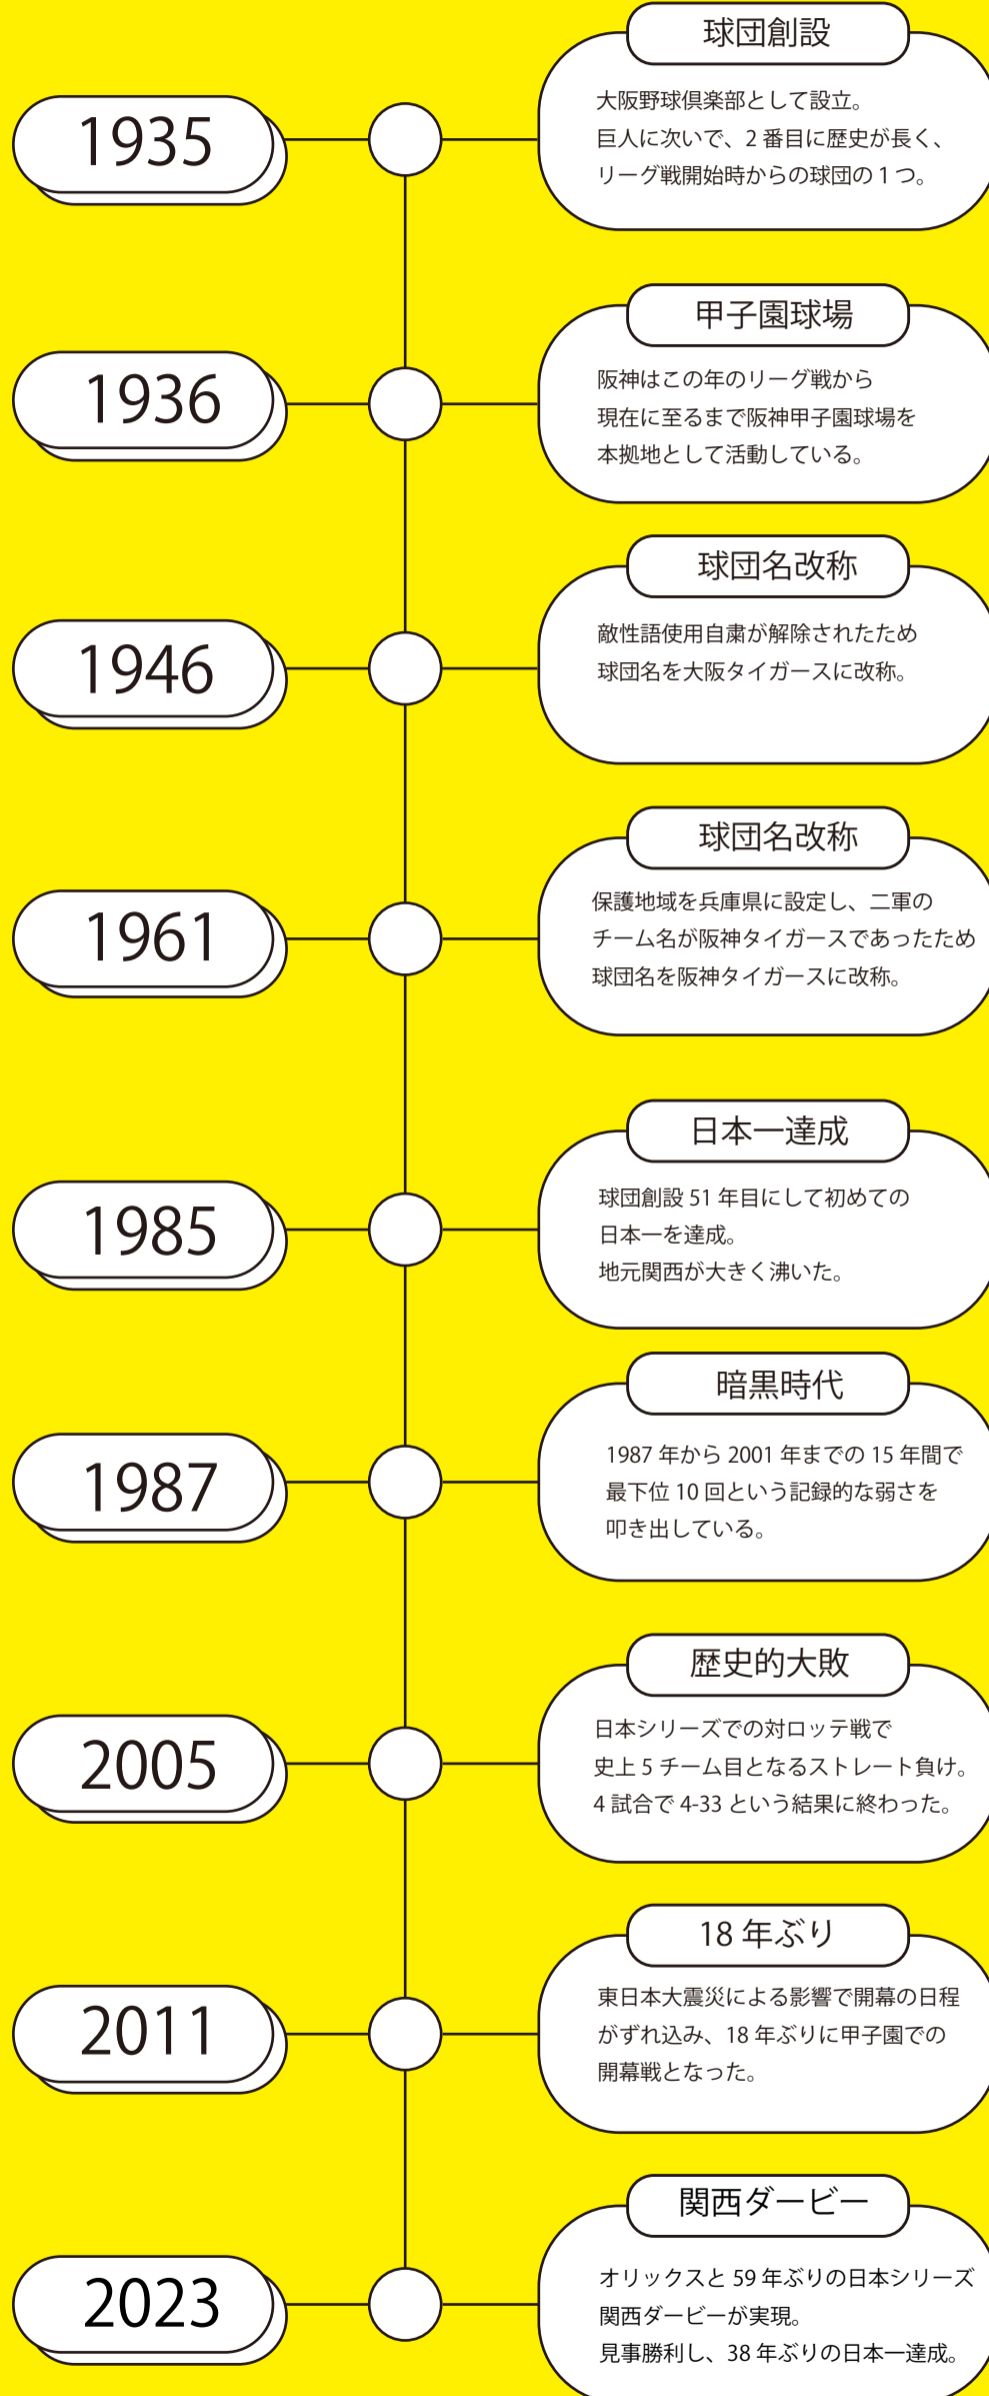 1935
球団創設
大阪野球倶楽部として設立。
巨人に次いで、2 番目に歴史が長く、
リーグ戦開始時からの球団の 1 つ。
1936
甲子園球場
阪神はこの年のリーグ戦から
現在に至るまで阪神甲子園球場を
本拠地として活動している。
1946
球団名改称
敵性語使用自粛が解除されたため
球団名を大阪タイガースに改称。
1961
球団名改称
保護地域を兵庫県に設定し、二軍の
チーム名が阪神タイガースであったため
球団名を阪神タイガースに改称。
1985
日本一達成
球団創設 51 年目にして初めての
日本一を達成。
地元関西が大きく沸いた。
1987
暗黒時代
1987 年から 2001 年までの 15 年間で
最下位 10 回という記録的な弱さを
叩き出している。
2005
歴史的大敗
日本シリーズでの対ロッテ戦で
史上 5 チーム目となるストレート負け。
4 試合で 4-33 という結果に終わった。
2011
18 年ぶり
東日本大震災による影響で開幕の日程
がずれ込み、18 年ぶりに甲子園での
開幕戦となった。
2023
関西ダービー
オリックスと 59 年ぶりの日本シリーズ
関西ダービーが実現。
見事勝利し、38 年ぶりの日本一達成。